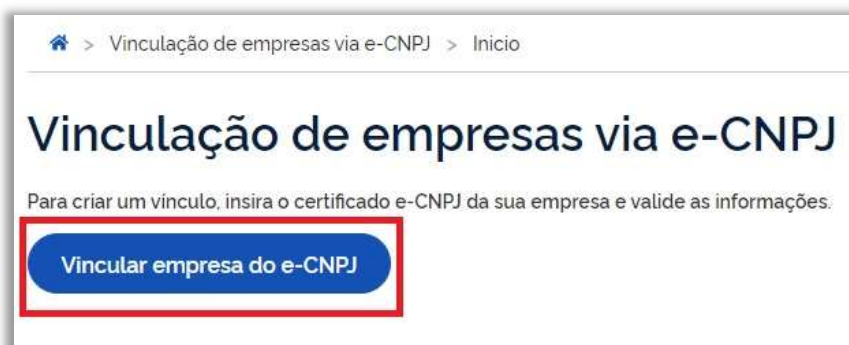 > Vinculação de empresas via e-CNPJ > Inicio
Vinculação de empresas via e-CNPJ
Para criar um vínculo, insira o certificado e-CNPJ da sua empresa e valide as informações.
Vincular empresa do e-CNPJ